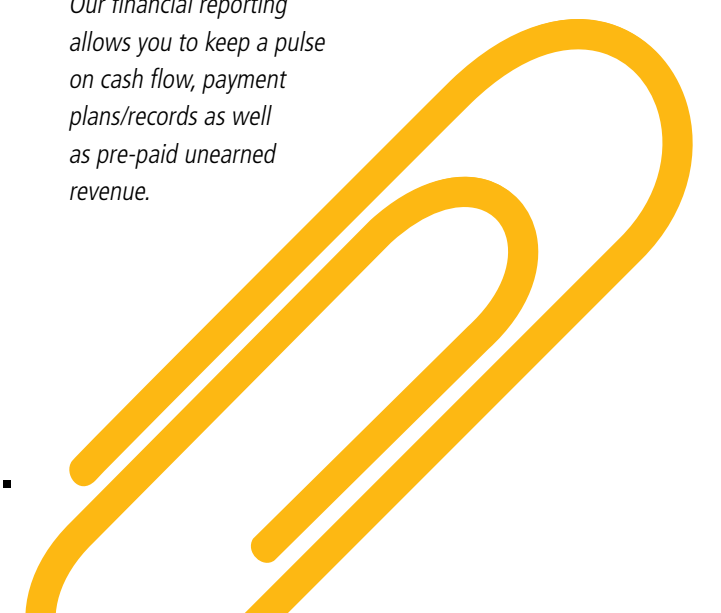 Our financial reporting
allows you to keep a pulse
on cash flow, payment
plans/records as well
as pre-paid unearned
revenue.